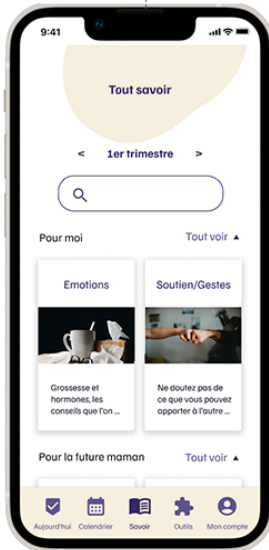 9:41
Tout savoir
< 1er trimestre >
Pour moi Tout voir ▲
Emotions Soutien/Gestes
Grossesse et
hormones, les
conseils que l'on ...
Ne doutez pas de
ce que vous pouvez
apporter à l'autre ...
Pour la future maman Tout voir ▲
Aujourd'hui Calendrier Savoir Outils Mon compte